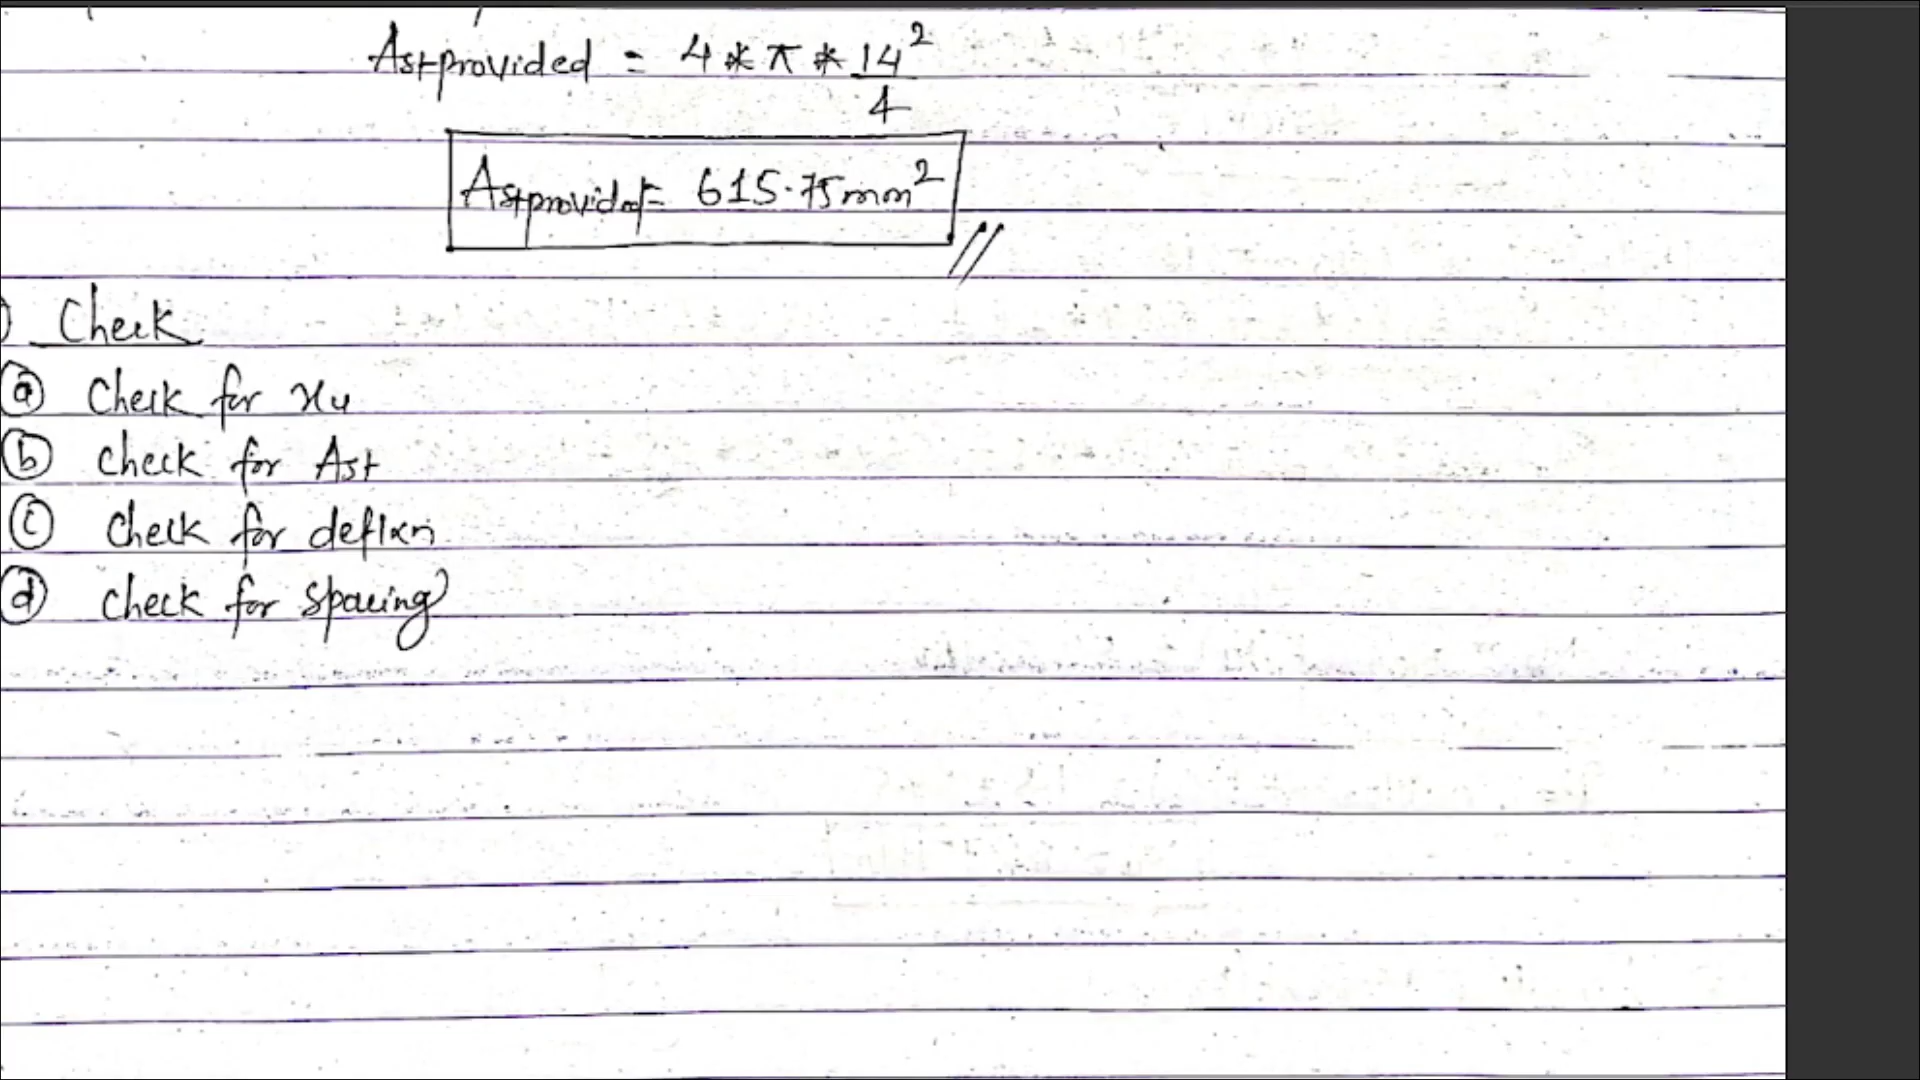 Astprovided = 4 * π * 14²/4
Astprovided = 615.75mm²
) Check
(a) Check for xu
(b) Check for Ast
(c) Check for deflxn
(d) Check for spacing